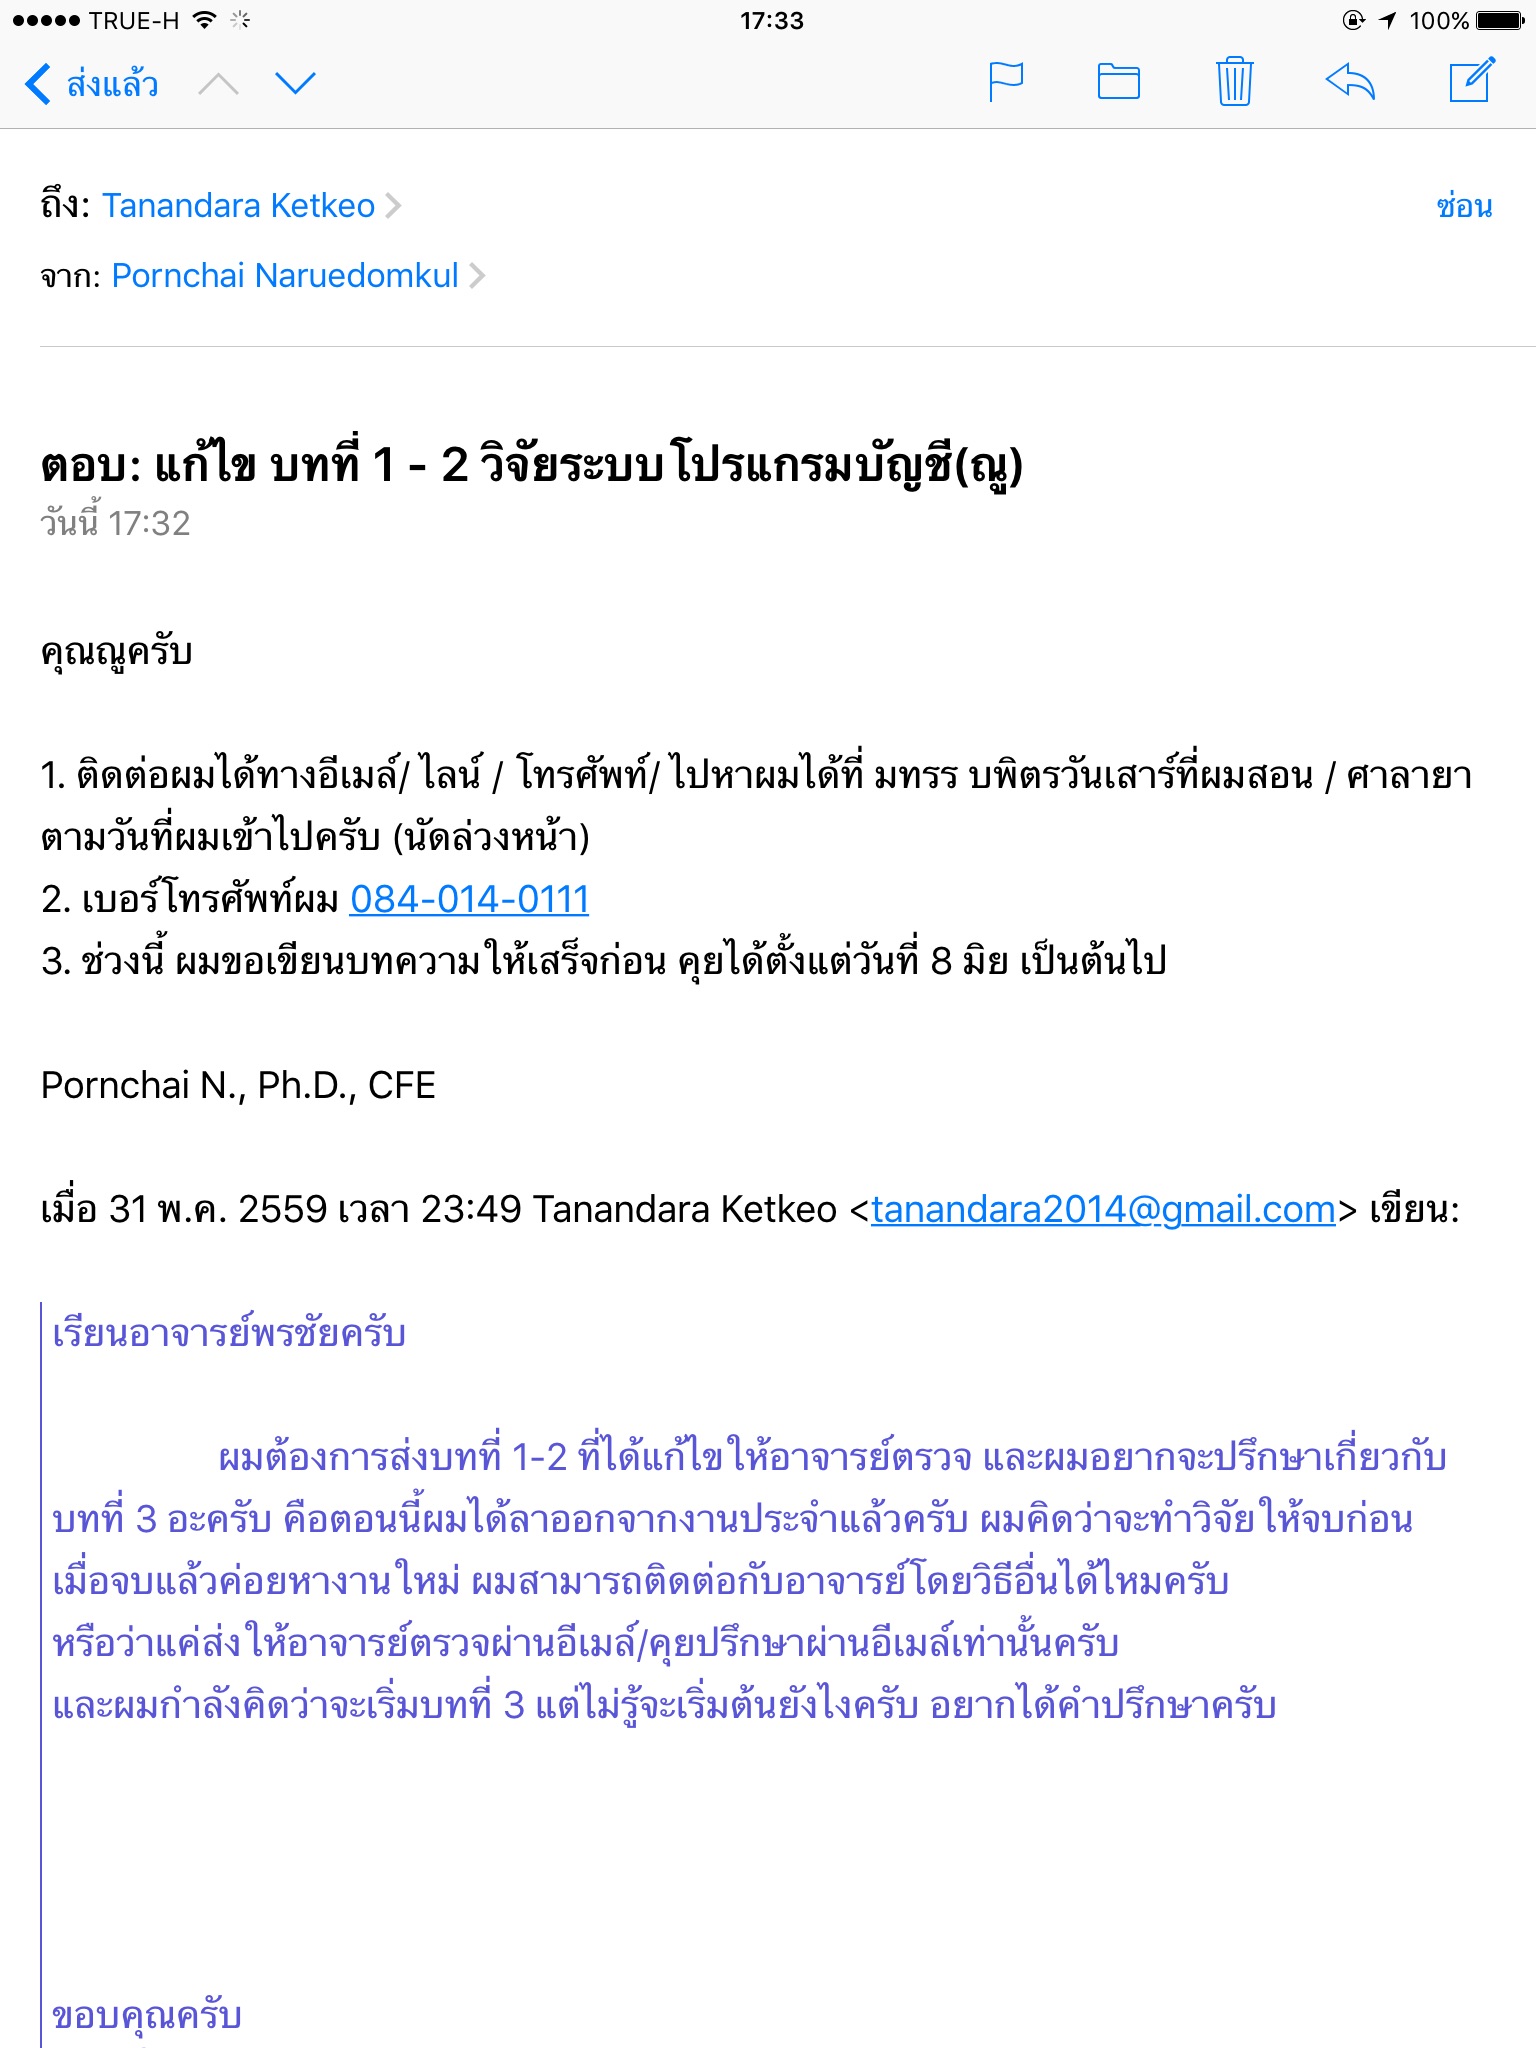 TRUE-H
17:33
100%
ส่งแล้ว
ถึง: Tanandara Ketkeo
ซ่อน
จาก: Pornchai Naruedomkul
ตอบ: แก้ไข บทที่ 1 - 2 วิจัยระบบโปรแกรมบัญชี(ณู)
วันนี้ 17:32
คุณณูครับ
1. ติดต่อผมได้ทางอีเมล์/ ไลน์ / โทรศัพท์/ ไปหาผมได้ที่ มทรร บพิตรวันเสาร์ที่ผมสอน / ศาลายา
ตามวันที่ผมเข้าไปครับ (นัดล่วงหน้า)
2. เบอร์โทรศัพท์ผม 084-014-0111
3. ช่วงนี้ ผมขอเขียนบทความให้เสร็จก่อน คุยได้ตั้งแต่วันที่ 8 มิย เป็นต้นไป
Pornchai N., Ph.D., CFE
เมื่อ 31 พ.ค. 2559 เวลา 23:49 Tanandara Ketkeo <tanandara2014@gmail.com> เขียน:
เรียนอาจารย์พรชัยครับ
ผมต้องการส่งบทที่ 1-2 ที่ได้แก้ไขให้อาจารย์ตรวจ และผมอยากจะปรึกษาเกี่ยวกับ
บทที่ 3 อะครับ คือตอนนี้ผมได้ลาออกจากงานประจำแล้วครับ ผมคิดว่าจะทำวิจัยให้จบก่อน
เมื่อจบแล้วค่อยหางานใหม่ ผมสามารถติดต่อกับอาจารย์โดยวิธีอื่นได้ไหมครับ
หรือว่าแค่ส่งให้อาจารย์ตรวจผ่านอีเมล์/คุยปรึกษาผ่านอีเมล์เท่านั้นครับ
และผมกำลังคิดว่าจะเริ่มบทที่ 3 แต่ไม่รู้จะเริ่มต้นยังไงครับ อยากได้คำปรึกษาครับ
ขอบคุณครับ